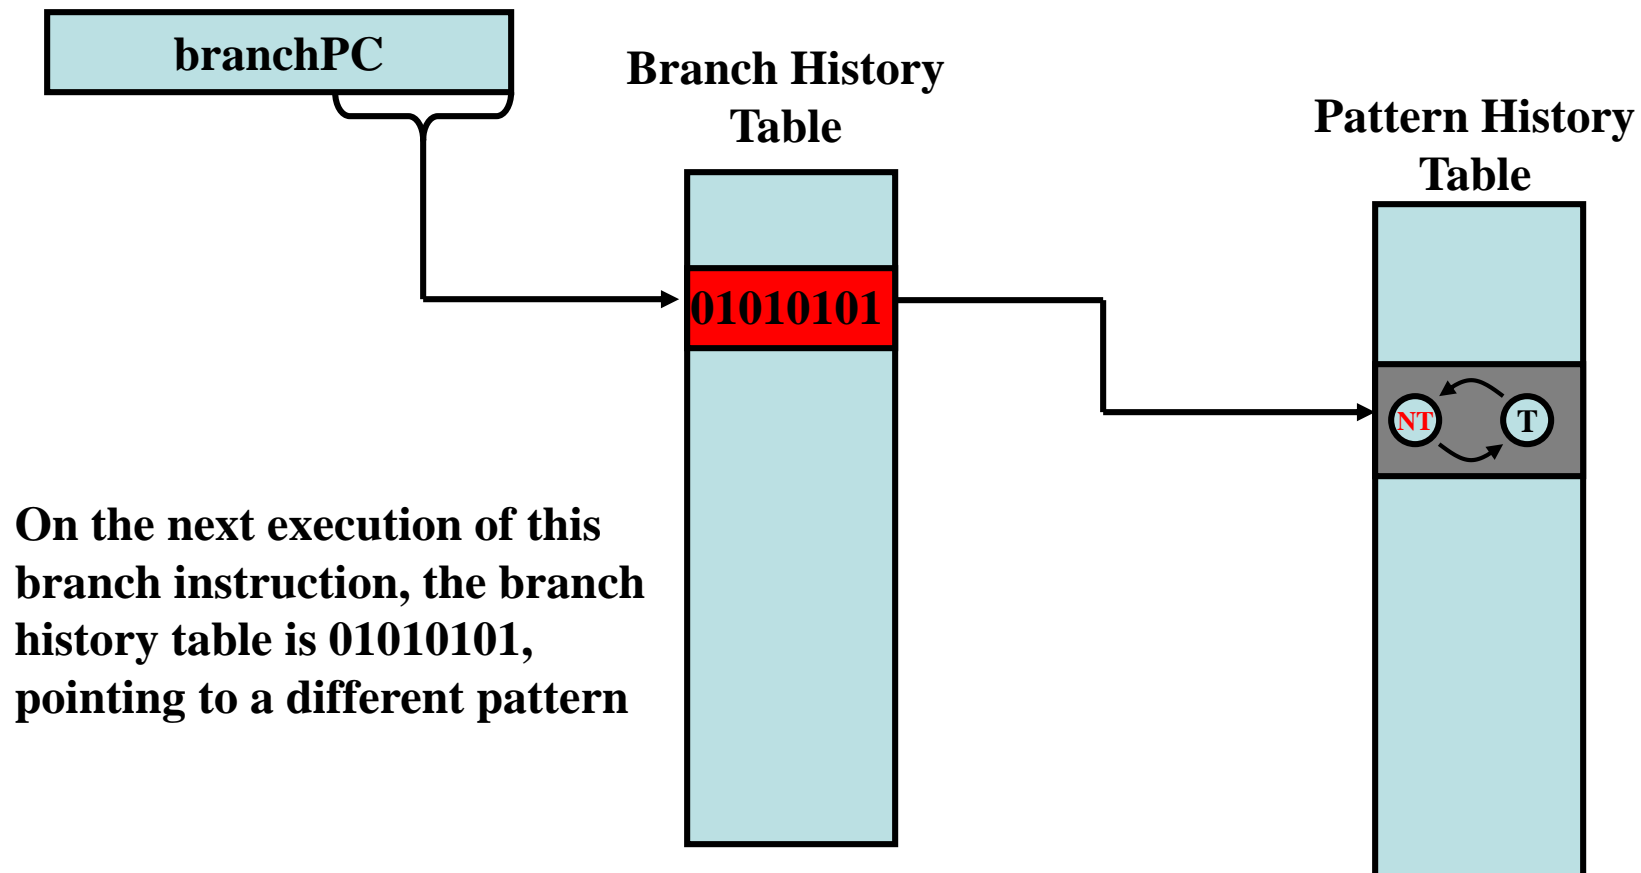 branchPC
Branch History
Table
Pattern History
Table
01010101
NT
T
On the next execution of this
branch instruction, the branch
history table is 01010101,
pointing to a different pattern